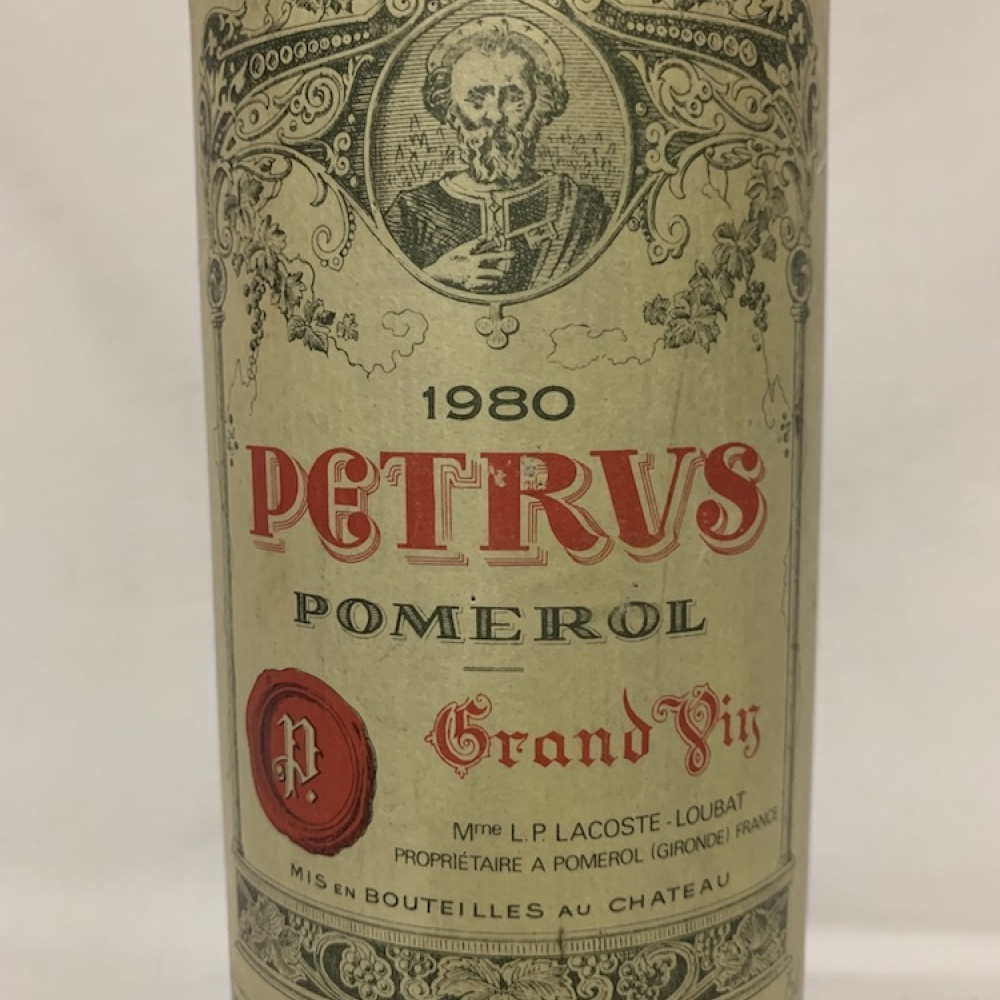 1980
PETRVS
POMEROL
Grand Vin
P.
Mme L.P. LACOSTE-LOUBAT
PROPRIÉTAIRE A POMEROL (GIRONDE) FRANCE
MIS EN BOUTEILLES AU CHATEAU